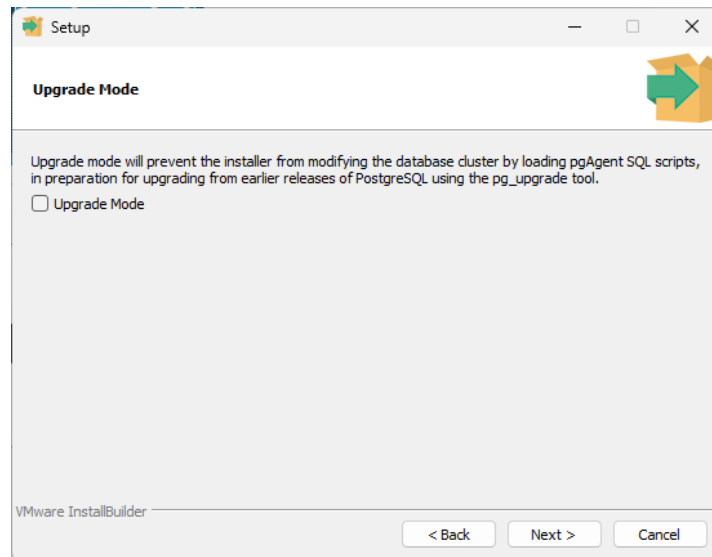 Setup
Upgrade Mode
Upgrade mode will prevent the installer from modifying the database cluster by loading pgAgent SQL scripts,
in preparation for upgrading from earlier releases of PostgreSQL using the pg_upgrade tool.
Upgrade Mode
VMware InstallBuilder
< Back
Next >
Cancel